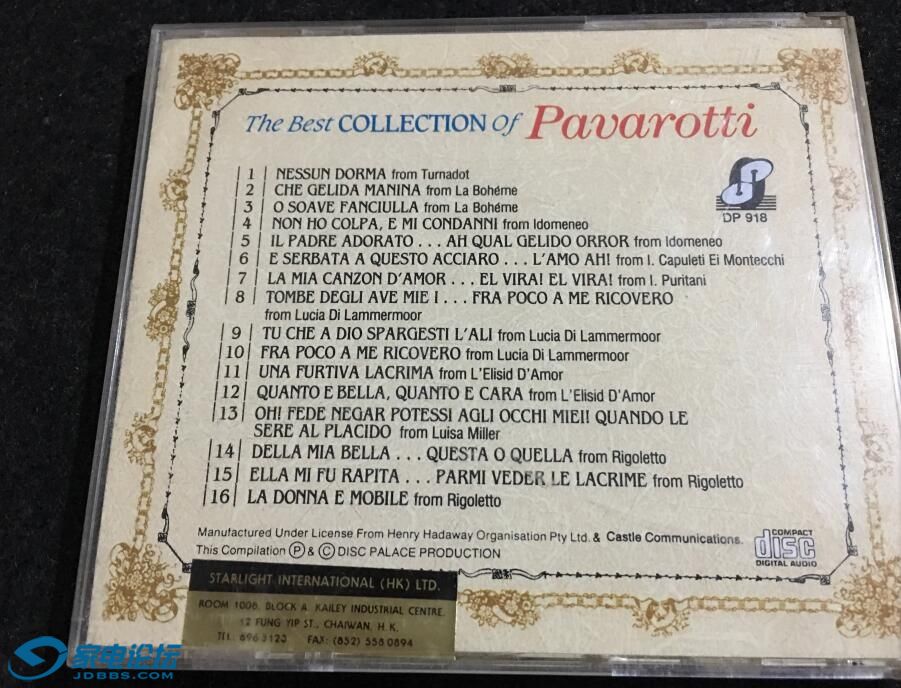 The Best COLLECTION Of Pavarotti
DP 918
1 NESSUN DORMA from Turnadot
2 CHE GELIDA MANINA from La Bohéme
3 O SOAVE FANCIULLA from La Bohéme
4 NON HO COLPA, E MI CONDANNI from Idomeneo
5 IL PADRE ADORATO . . . AH QUAL GELIDO ORROR from Idomeneo
6 E SERBATA A QUESTO ACCIARO . . . L'AMO AH! from I. Capuleti Ei Montecchi
7 LA MIA CANZON D'AMOR . . . EL VIRA! EL VIRA! from I. Puritani
8 TOMBE DEGLI AVE MIE I . . . FRA POCO A ME RICOVERO
from Lucia Di Lammermoor
9 TU CHE A DIO SPARGESTI L'ALI from Lucia Di Lammermoor
10 FRA POCO A ME RICOVERO from Lucia Di Lammermoor
11 UNA FURTIVA LACRIMA from L'Elisid D'Amor
12 QUANTO E BELLA, QUANTO E CARA from L'Elisid D'Amor
13 OH! FEDE NEGAR POTESSI AGLI OCCHI MIEI! QUANDO LE
SERE AL PLACIDO from Luisa Miller
14 DELLA MIA BELLA . . . QUESTA O QUELLA from Rigoletto
15 ELLA MI FU RAPITA . . . PARMI VEDER LE LACRIME from Rigoletto
16 LA DONNA E MOBILE from Rigoletto
Manufactured Under License From Henry Hadaway Organisation Pty Ltd. & Castle Communications.
This Compilation Ⓟ & © DISC PALACE PRODUCTION
COMPACT
disc
DIGITAL AUDIO
STARLIGHT INTERNATIONAL (HK) LTD.
ROOM 1008, BLOCK A, KAILEY INDUSTRIAL CENTRE,
12 FUNG YIP ST., CHAIWAN, H.K.
TEL: 896 3123 FAX: (852) 558 0894
家电论坛
JDBBS.COM